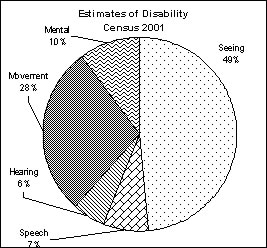 Estimates of Disability
Census 2001
Mental
10%
Seeing
49%
Movement
28%
Hearing
6%
Speech
7%